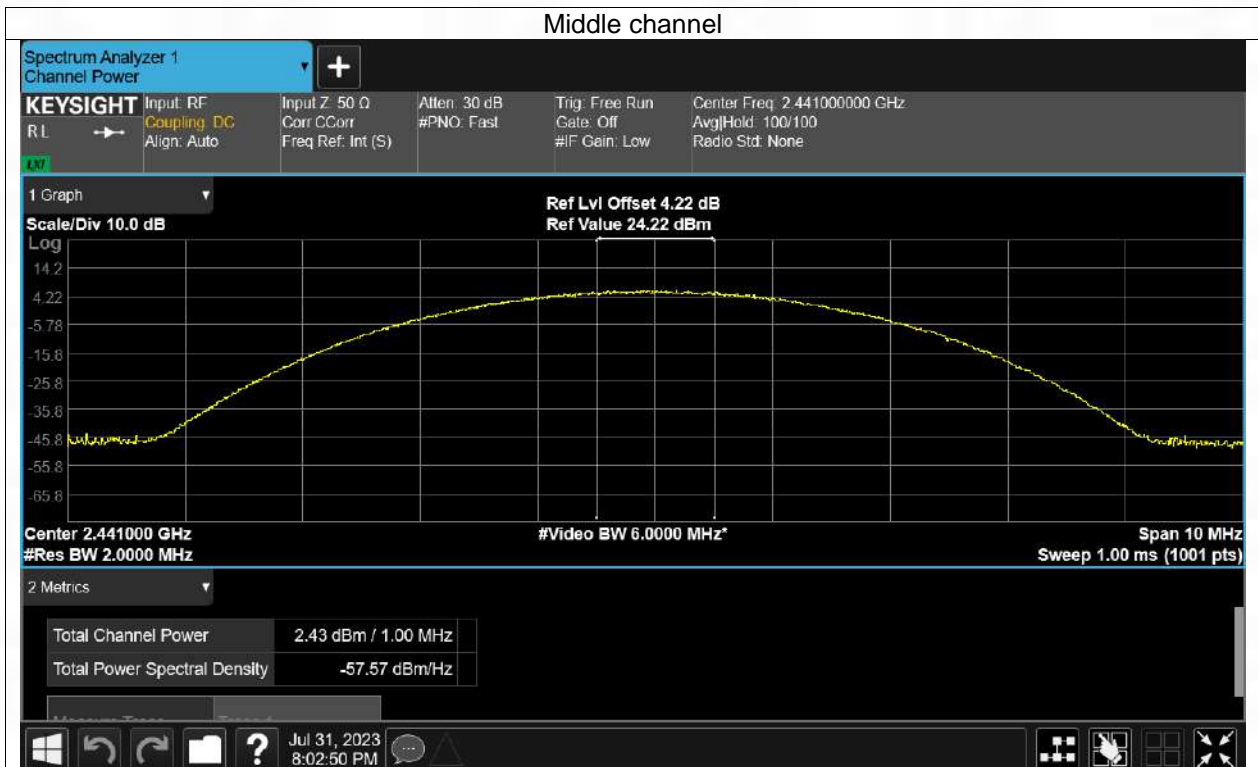 Middle channel
Spectrum Analyzer 1
Channel Power
KEYSIGHT
R L
LXI
Input: RF
Coupling: DC
Align: Auto
Input Z: 50 Ω
Corr CCorr
Freq Ref: Int (S)
Atten: 30 dB
#PNO: Fast
Trig: Free Run
Gate: Off
#IF Gain: Low
Center Freq: 2.441000000 GHz
Avg|Hold: 100/100
Radio Std: None
1 Graph
Scale/Div 10.0 dB
Ref Lvl Offset 4.22 dB
Ref Value 24.22 dBm
Log
14.2
4.22
-5.78
-15.8
-25.8
-35.8
-45.8
-55.8
-65.8
Center 2.441000 GHz
#Video BW 6.0000 MHz*
Span 10 MHz
#Res BW 2.0000 MHz
Sweep 1.00 ms (1001 pts)
2 Metrics
Total Channel Power 2.43 dBm / 1.00 MHz
Total Power Spectral Density -57.57 dBm/Hz
?
Jul 31, 2023
8:02:50 PM